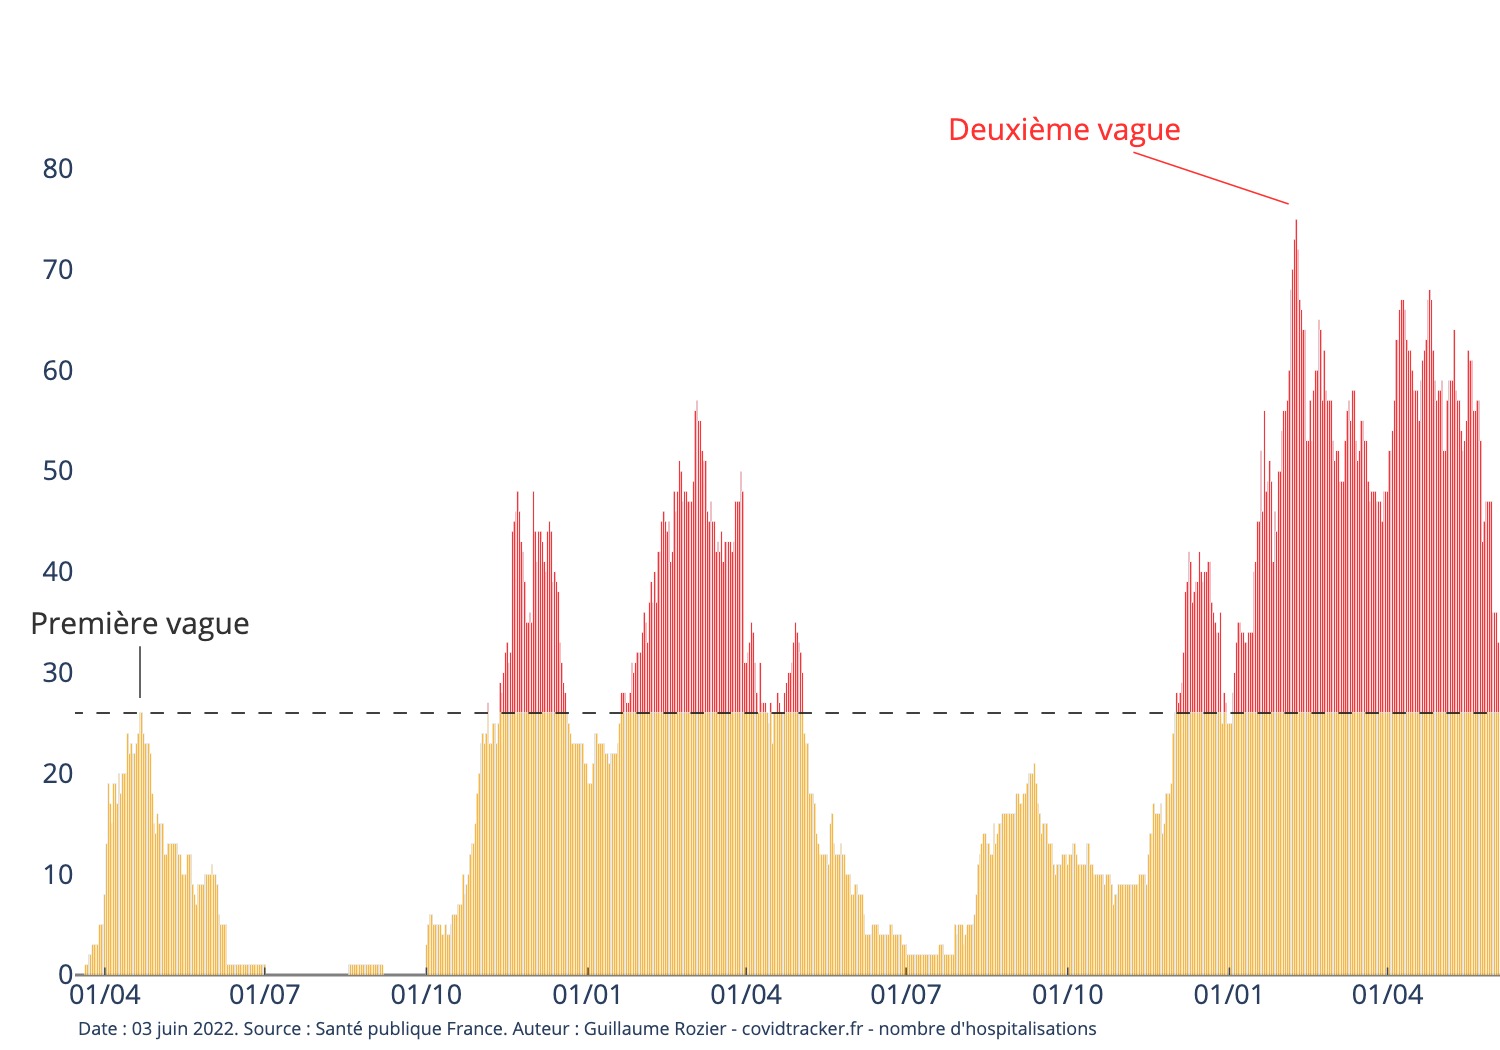 Deuxième vague
80
70
60
50
40
Première vague
30
20
10
0
01/04 01/07 01/10 01/01 01/04 01/07 01/10 01/01 01/04
Date : 03 juin 2022. Source : Santé publique France. Auteur : Guillaume Rozier - covidtracker.fr - nombre d'hospitalisations